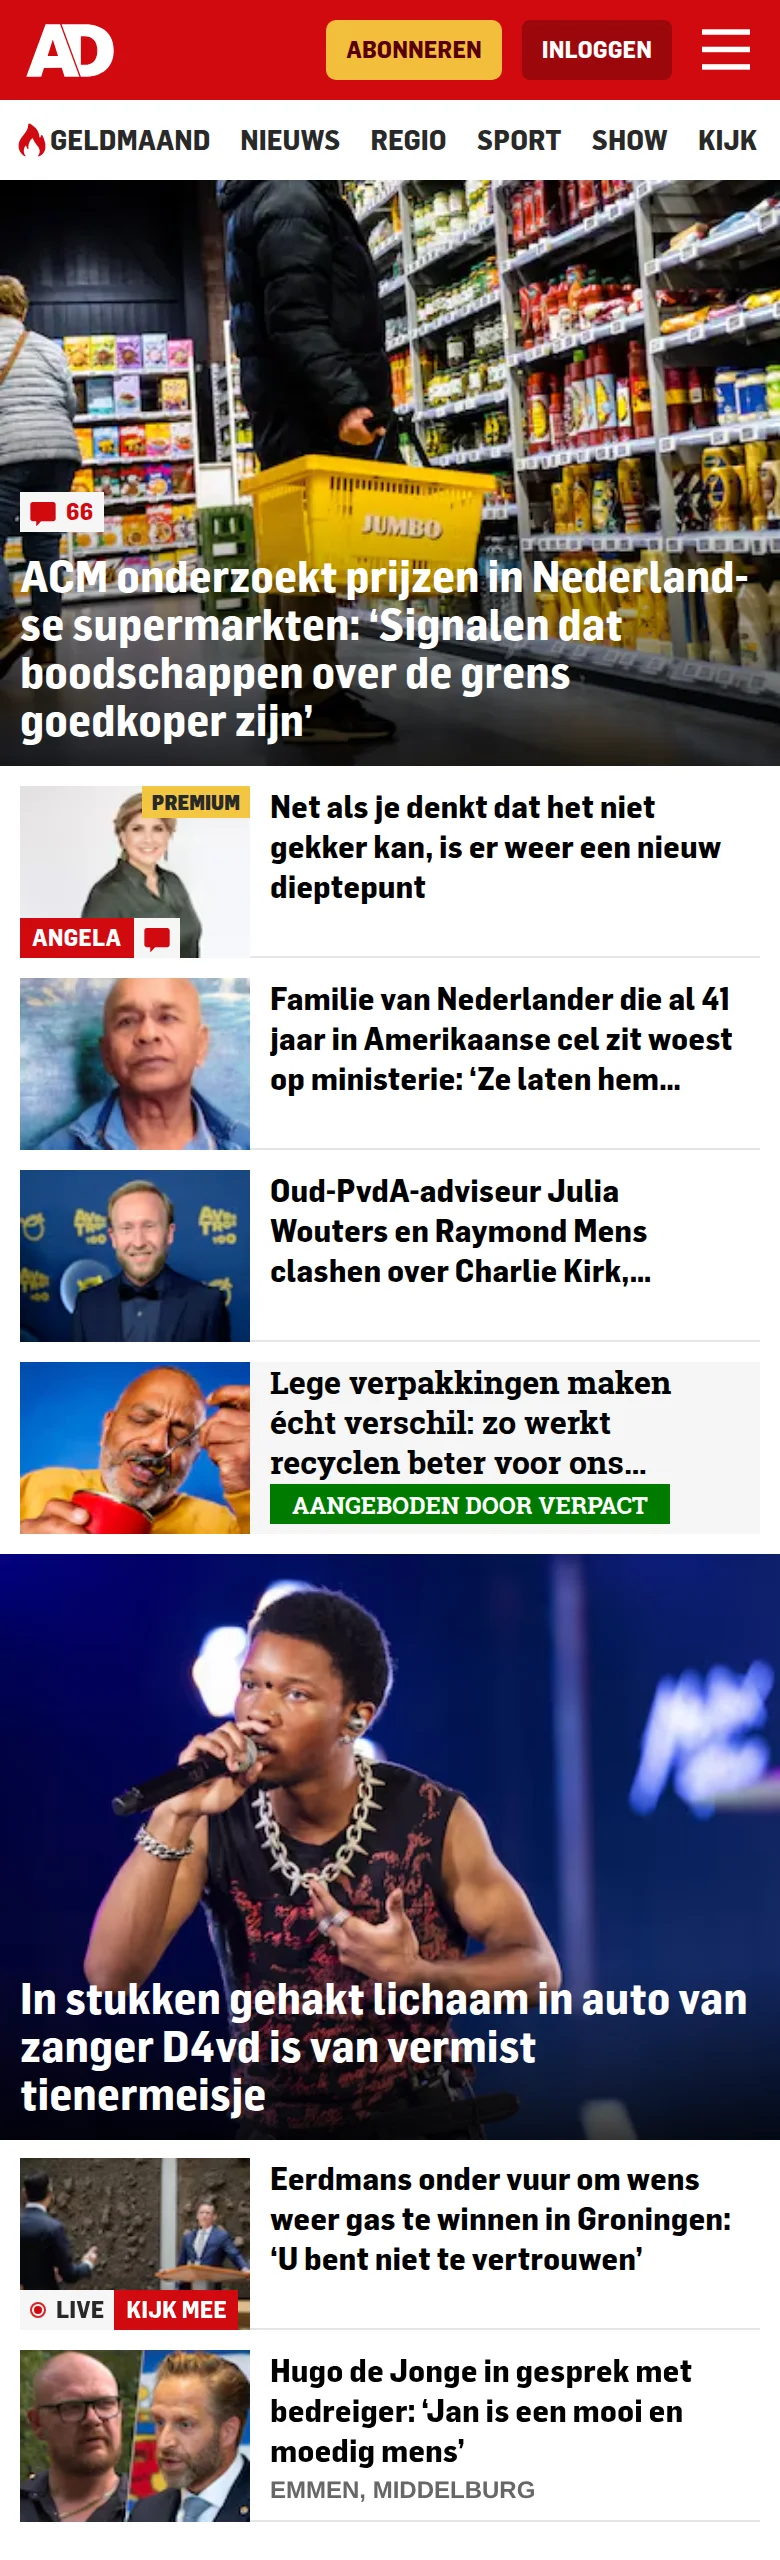 AD
ABONNEREN
INLOGGEN
GELDMAAND NIEUWS REGIO SPORT SHOW KIJK
JUMBO
66
ACM onderzoekt prijzen in Nederland-
se supermarkten: ‘Signalen dat
boodschappen over de grens
goedkoper zijn’
PREMIUM
ANGELA
Net als je denkt dat het niet
gekker kan, is er weer een nieuw
dieptepunt
Familie van Nederlander die al 41
jaar in Amerikaanse cel zit woest
op ministerie: ‘Ze laten hem...
Oud-PvdA-adviseur Julia
Wouters en Raymond Mens
clashen over Charlie Kirk,...
Lege verpakkingen maken
écht verschil: zo werkt
recyclen beter voor ons...
AANGEBODEN DOOR VERPACT
In stukken gehakt lichaam in auto van
zanger D4vd is van vermist
tienermeisje
LIVE KIJK MEE
Eerdmans onder vuur om wens
weer gas te winnen in Groningen:
‘U bent niet te vertrouwen’
Hugo de Jonge in gesprek met
bedreiger: ‘Jan is een mooi en
moedig mens’
EMMEN, MIDDELBURG